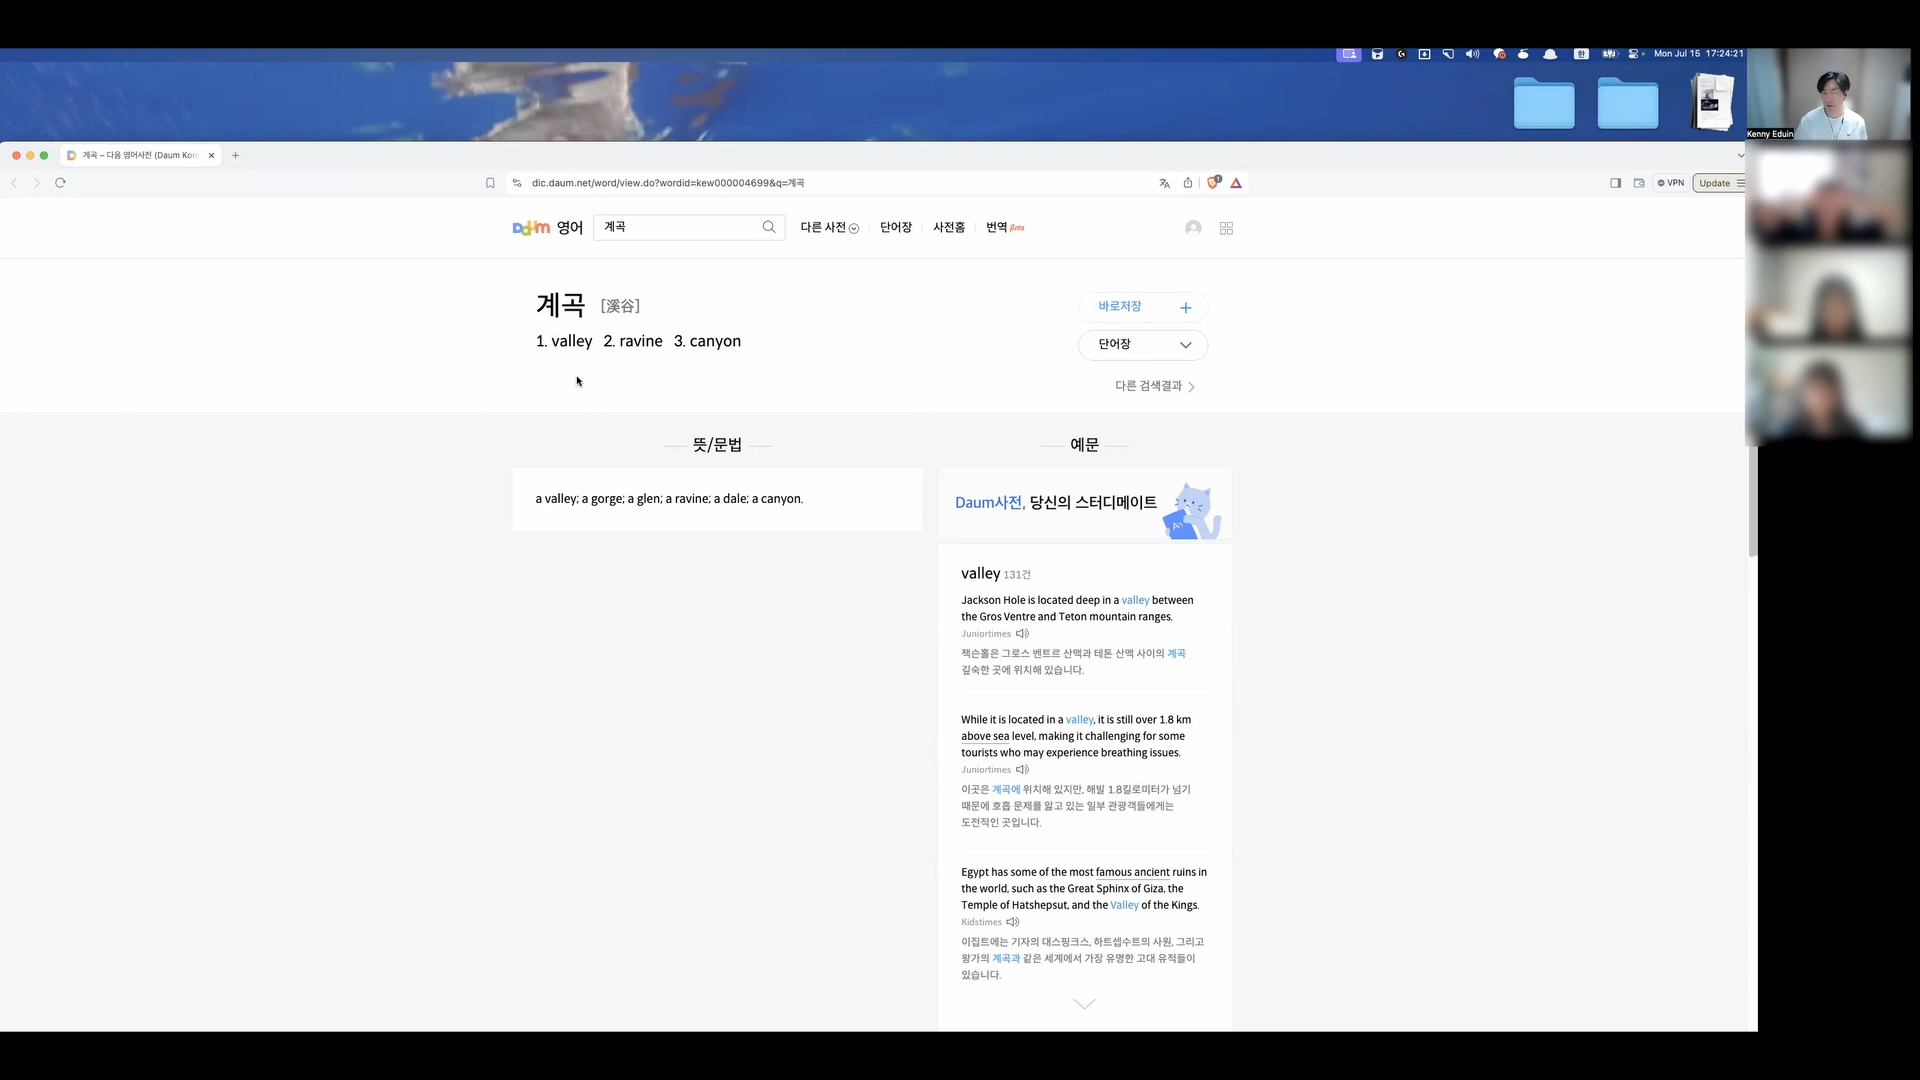 Mon Jul 15 17:24:21
Kenny Eduin
계곡 – 다음 영어사전 (Daum Kor
dic.daum.net/word/view.do?wordid=kew000004699&q=계곡
1
VPN
Update
Daum 영어
계곡
다른 사전
단어장
사전홈
번역 Beta
계곡 [溪谷]
1. valley 2. ravine 3. canyon
바로저장
단어장
다른 검색결과
뜻/문법
a valley; a gorge; a glen; a ravine; a dale; a canyon.
예문
Daum사전, 당신의 스터디메이트
valley 131건
Jackson Hole is located deep in a valley between
the Gros Ventre and Teton mountain ranges.
Juniortimes
잭슨홀은 그로스 벤트르 산맥과 테톤 산맥 사이의 계곡
깊숙한 곳에 위치해 있습니다.
While it is located in a valley, it is still over 1.8 km
above sea level, making it challenging for some
tourists who may experience breathing issues.
Juniortimes
이곳은 계곡에 위치해 있지만, 해발 1.8킬로미터가 넘기
때문에 호흡 문제를 앓고 있는 일부 관광객들에게는
도전적인 곳입니다.
Egypt has some of the most famous ancient ruins in
the world, such as the Great Sphinx of Giza, the
Temple of Hatshepsut, and the Valley of the Kings.
Kidstimes
이집트에는 기자의 대스핑크스, 하트셉수트의 사원, 그리고
왕가의 계곡과 같은 세계에서 가장 유명한 고대 유적들이
있습니다.